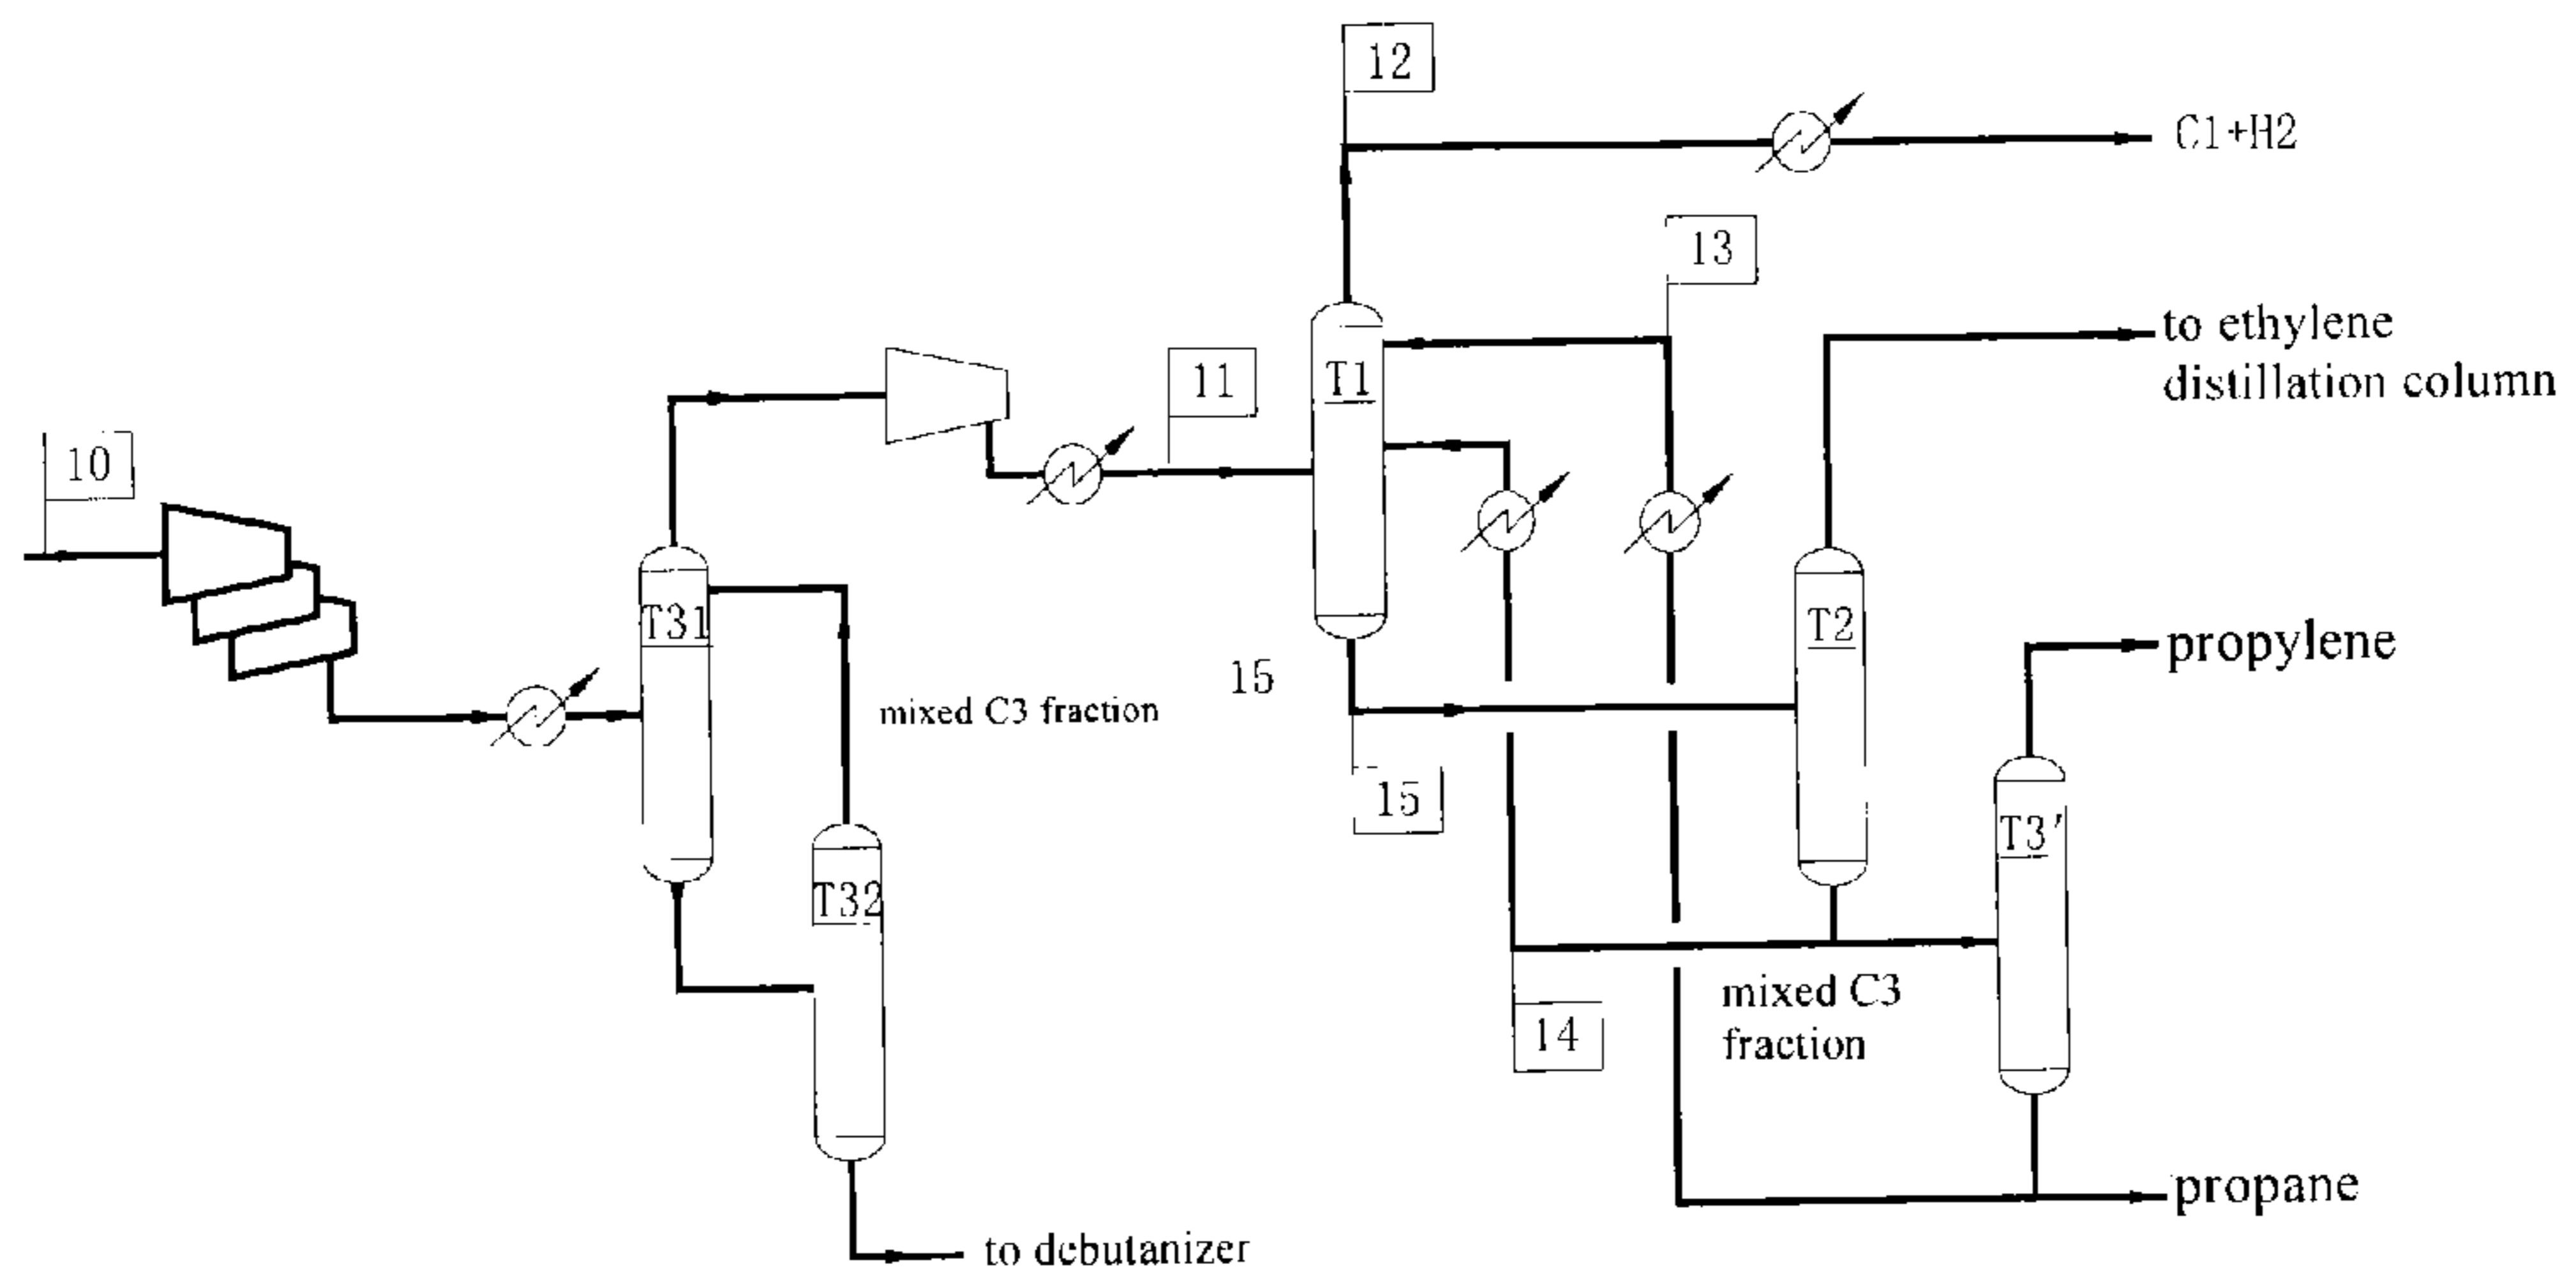 12
C1+H2
13
to ethylene
distillation column
11
T1
10
T31
T2
propylene
15
mixed C3 fraction
15
T3'
T32
mixed C3
fraction
14
propane
to debutanizer